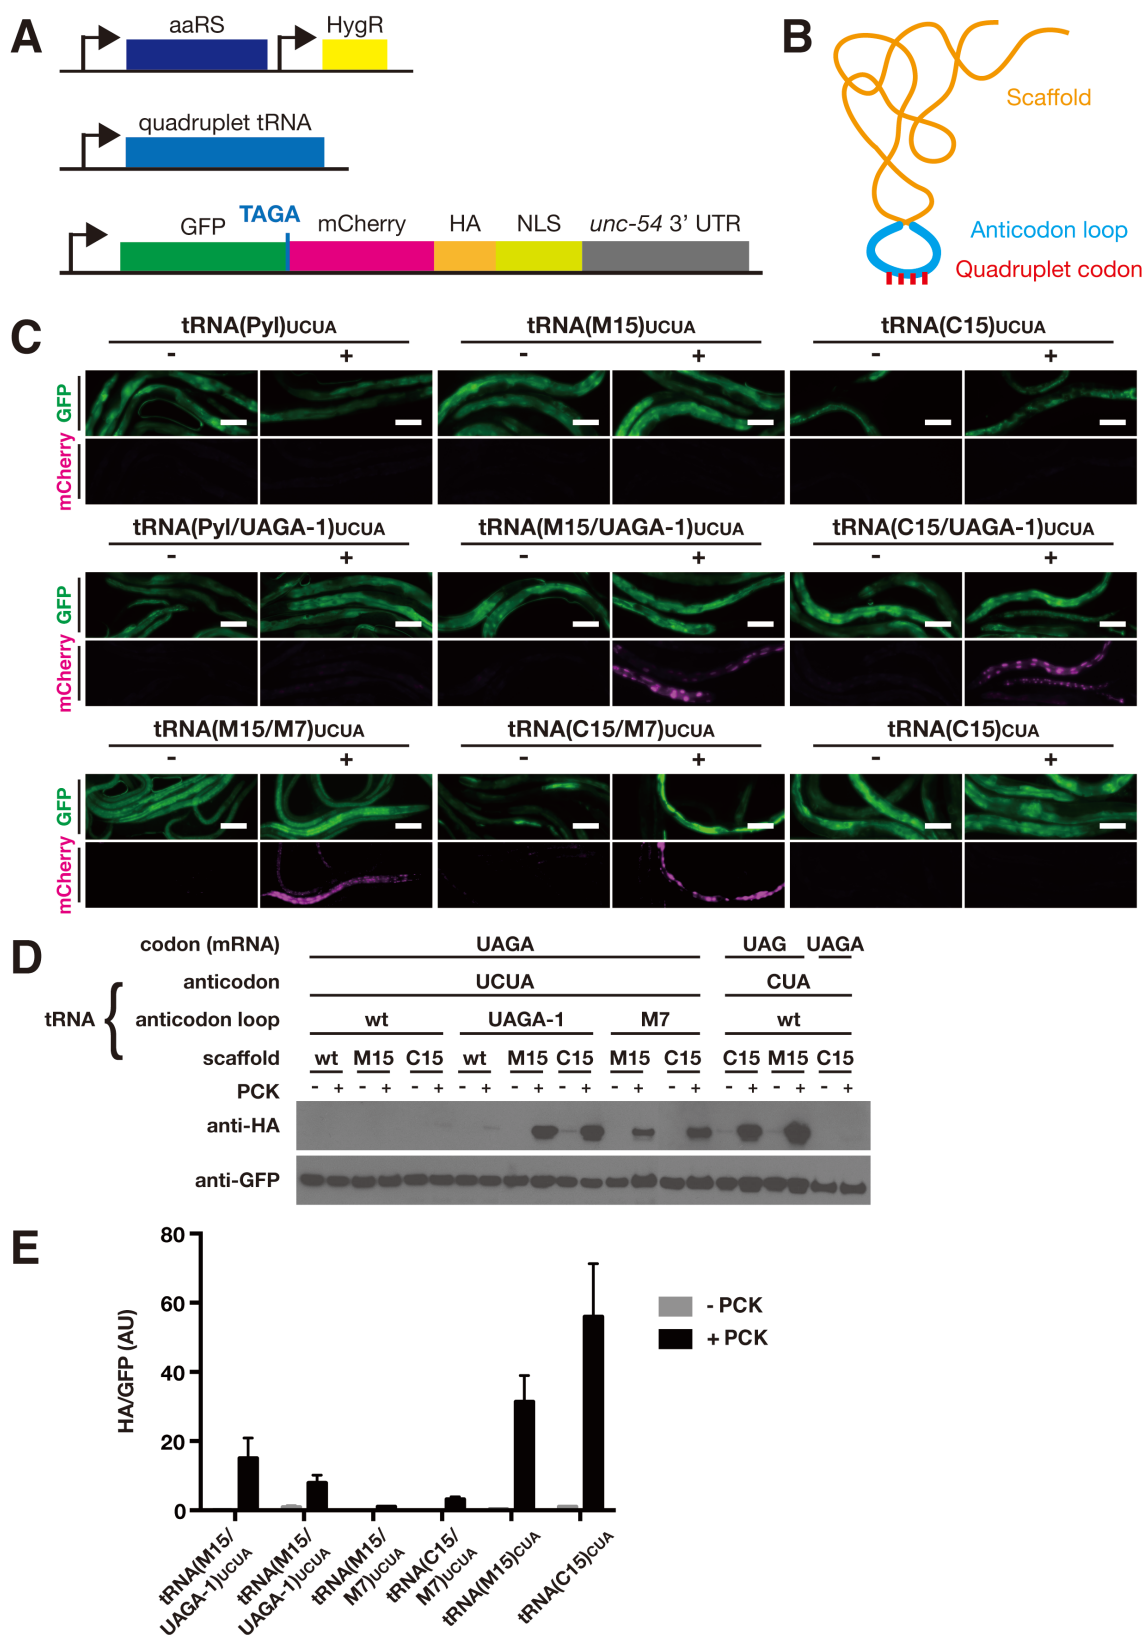 A
aaRS
HygR
quadruplet tRNA
TAGA
GFP
mCherry
HA
NLS
unc-54 3’ UTR
B
Scaffold
Anticodon loop
Quadruplet codon
C
tRNA(Pyl)UCUA
tRNA(M15)UCUA
tRNA(C15)UCUA
- + - + - +
GFP
mCherry
tRNA(Pyl/UAGA-1)UCUA
tRNA(M15/UAGA-1)UCUA
tRNA(C15/UAGA-1)UCUA
- + - + - +
GFP
mCherry
tRNA(M15/M7)UCUA
tRNA(C15/M7)UCUA
tRNA(C15)CUA
- + - + - +
GFP
mCherry
D
codon (mRNA) UAGA UAG UAGA
tRNA {
anticodon UCUA CUA
anticodon loop wt UAGA-1 M7 wt
scaffold wt M15 C15 wt M15 C15 M15 C15 C15 M15 C15
PCK - + - + - + - + - + - + - + - + - + - + - +
anti-HA
anti-GFP
E
HA/GFP (AU)
80
60
40
20
0
- PCK
+ PCK
tRNA(M15/
UAGA-1)UCUA
tRNA(M15/
UAGA-1)UCUA
tRNA(M15/
M7)UCUA
tRNA(C15/
M7)UCUA
tRNA(M15)CUA
tRNA(C15)CUA